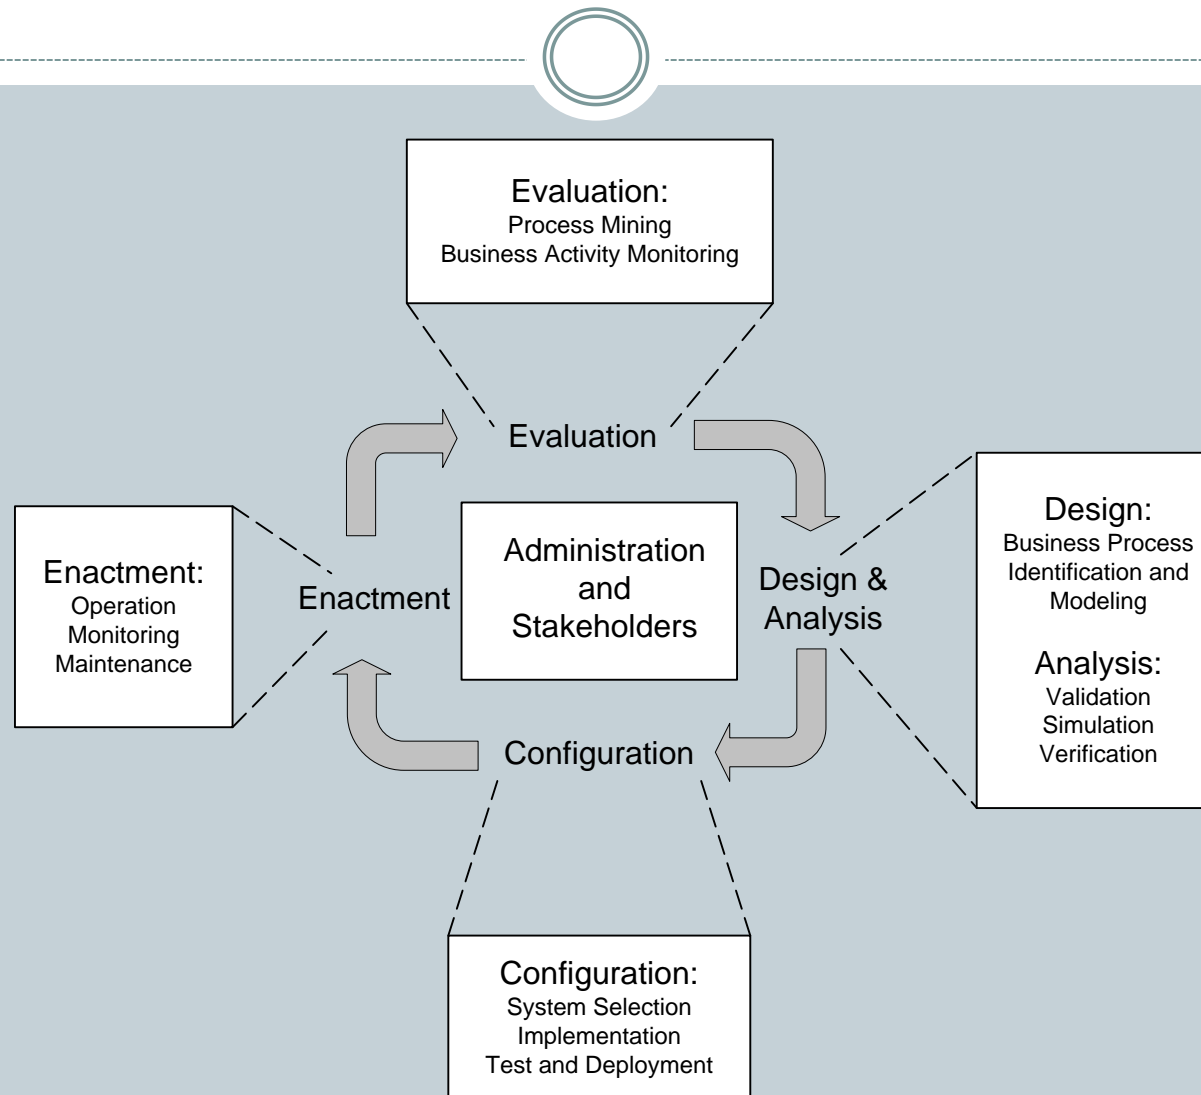 Evaluation:
Process Mining
Business Activity Monitoring
Evaluation
Enactment:
Operation
Monitoring
Maintenance
Enactment
Administration
and
Stakeholders
Design &
Analysis
Design:
Business Process
Identification and
Modeling
Analysis:
Validation
Simulation
Verification
Configuration
Configuration:
System Selection
Implementation
Test and Deployment